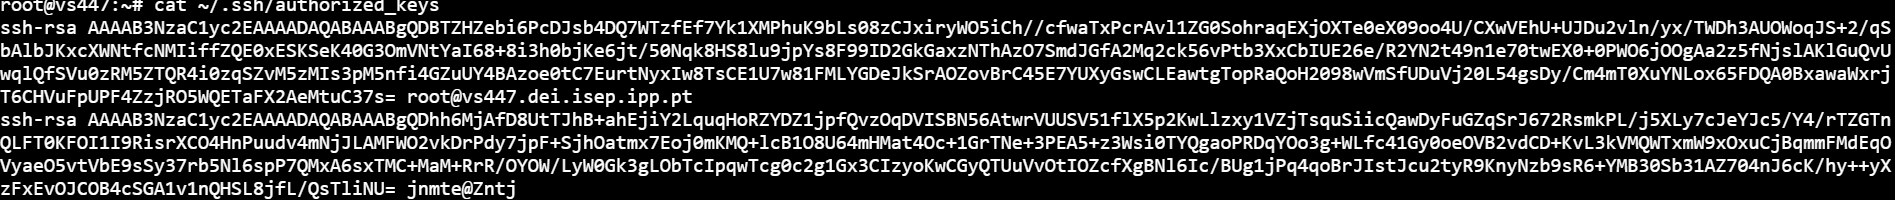 root@vs447:~# cat ~/.ssh/authorized_keys
ssh-rsa AAAAB3NzaC1yc2EAAAADAQABAAABgQDBTZHZebi6PcDJsb4DQ7WTzfEf7Yk1XMPhuK9bLs08zCJxiryWO5iCh//cfwaTxPcrAvl1ZG0SohraqEXjOXTe0eX09oo4U/CXwVEhU+UJDu2vln/yx/TWDh3AUOWoqJS+2/qS
bAlbJKxcXWNtfcNMIiffZQE0xESKSeK40G3OmVNtYaI68+8i3h0bjKe6jt/50Nqk8HS8lu9jpYs8F99ID2GkGaxzNThAzO7SmdJGfA2Mq2ck56vPtb3XxCbIUE26e/R2YN2t49n1e70twEX0+0PWO6jOOgAa2z5fNjslAKlGuQvU
wqlQfSVu0zRM5ZTQR4i0zqSZvM5zMIs3pM5nfi4GZuUY4BAzoe0tC7EurtNyxIw8TsCE1U7w81FMLYGDeJkSrAOZovBrC45E7YUXyGswCLEawtgTopRaQoH2098wVmSfUDuVj20L54gsDy/Cm4mT0XuYNLox65FDQA0BxawaWxrj
T6CHVuFpUPF4ZzjRO5WQETaFX2AeMtuC37s= root@vs447.dei.isep.ipp.pt
ssh-rsa AAAAB3NzaC1yc2EAAAADAQABAAABgQDhh6MjAfD8UtTJhB+ahEjiY2LquqHoRZYDZ1jpfQvzOqDVISBN56AtwrVUUSV51flX5p2KwLlzxy1VZjTsquSiicQawDyFuGZqSrJ672RsmkPL/j5XLy7cJeYJc5/Y4/rTZGTn
QLFT0KFOI1I9RisrXCO4HnPuudv4mNjJLAMFWO2vkDrPdy7jpF+SjhOatmx7Eoj0mKMQ+lcB1O8U64mHMat4Oc+1GrTNe+3PEA5+z3Wsi0TYQgaoPRDqYOo3g+WLfc41Gy0oeOVB2vdCD+KvL3kVMQWTxmW9xOxuCjBqmmFMdEqO
VyaeO5vtVbE9sSy37rb5Nl6spP7QMxA6sxTMC+MaM+RrR/OYOW/LyW0Gk3gLObTcIpqwTcg0c2g1Gx3CIzyoKwCGyQTUuVvOtIOZcfXgBNl6Ic/BUg1jPq4qoBrJIstJcu2tyR9KnyNzb9sR6+YMB30Sb31AZ704nJ6cK/hy++yX
zFxEvOJCOB4cSGA1v1nQHSL8jfL/QsTliNU= jnmte@Zntj